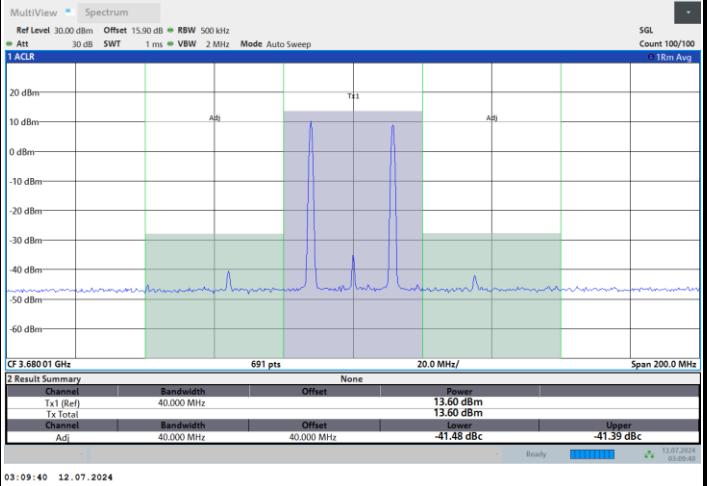 MultiView Spectrum
Ref Level 30.00 dBm Offset 15.90 dB RBW 500 kHz SGL
Att 30 dB SWT 1 ms VBW 2 MHz Mode Auto Sweep Count 100/100
1 ACLR 1Rm Avg
20 dBm
Tx1
10 dBm
Adj Adj
0 dBm
-10 dBm
-20 dBm
-30 dBm
-40 dBm
-50 dBm
-60 dBm
CF 3.680 01 GHz 691 pts 20.0 MHz/ Span 200.0 MHz
2 Result Summary None
Channel Bandwidth Offset Power
Tx1 (Ref) 40.000 MHz 13.60 dBm
Tx Total 13.60 dBm
Channel Bandwidth Offset Lower Upper
Adj 40.000 MHz 40.000 MHz -41.48 dBc -41.39 dBc
Ready 12.07.2024
03:09:40
03:09:40 12.07.2024